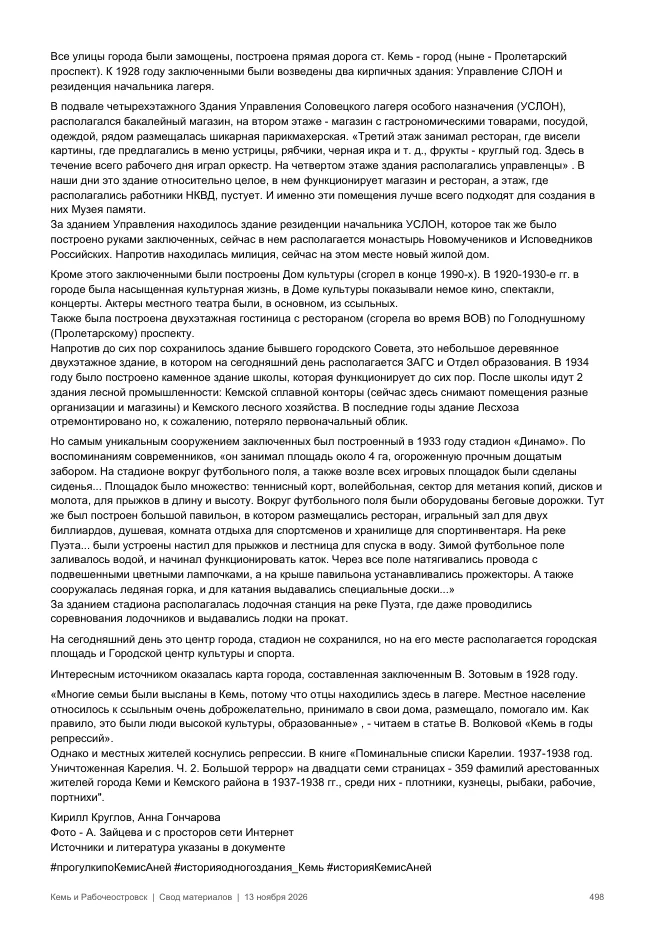 Все улицы города были замощены, построена прямая дорога ст. Кемь - город (ныне - Пролетарский
проспект). К 1928 году заключенными были возведены два кирпичных здания: Управление СЛОН и
резиденция начальника лагеря.
В подвале четырехэтажного Здания Управления Соловецкого лагеря особого назначения (УСЛОН),
располагался бакалейный магазин, на втором этаже - магазин с гастрономическими товарами, посудой,
одеждой, рядом размещалась шикарная парикмахерская. «Третий этаж занимал ресторан, где висели
картины, где предлагались в меню устрицы, рябчики, черная икра и т. д., фрукты - круглый год. Здесь в
течение всего рабочего дня играл оркестр. На четвертом этаже здания располагались управленцы» . В
наши дни это здание относительно целое, в нем функционирует магазин и ресторан, а этаж, где
располагались работники НКВД, пустует. И именно эти помещения лучше всего подходят для создания в
них Музея памяти.
За зданием Управления находилось здание резиденции начальника УСЛОН, которое так же было
построено руками заключенных, сейчас в нем располагается монастырь Новомучеников и Исповедников
Российских. Напротив находилась милиция, сейчас на этом месте новый жилой дом.
Кроме этого заключенными были построены Дом культуры (сгорел в конце 1990-х). В 1920-1930-е гг. в
городе была насыщенная культурная жизнь, в Доме культуры показывали немое кино, спектакли,
концерты. Актеры местного театра были, в основном, из ссыльных.
Также была построена двухэтажная гостиница с рестораном (сгорела во время ВОВ) по Голоднушному
(Пролетарскому) проспекту.
Напротив до сих пор сохранилось здание бывшего городского Совета, это небольшое деревянное
двухэтажное здание, в котором на сегодняшний день располагается ЗАГС и Отдел образования. В 1934
году было построено каменное здание школы, которая функционирует до сих пор. После школы идут 2
здания лесной промышленности: Кемской сплавной конторы (сейчас здесь снимают помещения разные
организации и магазины) и Кемского лесного хозяйства. В последние годы здание Лесхоза
отремонтировано но, к сожалению, потеряло первоначальный облик.
Но самым уникальным сооружением заключенных был построенный в 1933 году стадион «Динамо». По
воспоминаниям современников, «он занимал площадь около 4 га, огороженную прочным дощатым
забором. На стадионе вокруг футбольного поля, а также возле всех игровых площадок были сделаны
сиденья... Площадок было множество: теннисный корт, волейбольная, сектор для метания копий, дисков и
молота, для прыжков в длину и высоту. Вокруг футбольного поля были оборудованы беговые дорожки. Тут
же был построен большой павильон, в котором размещались ресторан, игральный зал для двух
биллиардов, душевая, комната отдыха для спортсменов и хранилище для спортинвентаря. На реке
Пуэта... были устроены настил для прыжков и лестница для спуска в воду. Зимой футбольное поле
заливалось водой, и начинал функционировать каток. Через все поле натягивались провода с
подвешенными цветными лампочками, а на крыше павильона устанавливались прожекторы. А также
сооружалась ледяная горка, и для катания выдавались специальные доски...»
За зданием стадиона располагалась лодочная станция на реке Пуэта, где даже проводились
соревнования лодочников и выдавались лодки на прокат.
На сегодняшний день это центр города, стадион не сохранился, но на его месте располагается городская
площадь и Городской центр культуры и спорта.
Интересным источником оказалась карта города, составленная заключенным В. Зотовым в 1928 году.
«Многие семьи были высланы в Кемь, потому что отцы находились здесь в лагере. Местное население
относилось к ссыльным очень доброжелательно, принимало в свои дома, размещало, помогало им. Как
правило, это были люди высокой культуры, образованные» , - читаем в статье В. Волковой «Кемь в годы
репрессий».
Однако и местных жителей коснулись репрессии. В книге «Поминальные списки Карелии. 1937-1938 год.
Уничтоженная Карелия. Ч. 2. Большой террор» на двадцати семи страницах - 359 фамилий арестованных
жителей города Кеми и Кемского района в 1937-1938 гг., среди них - плотники, кузнецы, рыбаки, рабочие,
портнихи".
Кирилл Круглов, Анна Гончарова
Фото - А. Зайцева и с просторов сети Интернет
Источники и литература указаны в документе
#прогулкипоКемисАней #историяодногоздания_Кемь #историяКемисАней
Кемь и Рабочеостровск | Свод материалов | 13 ноября 2026 498